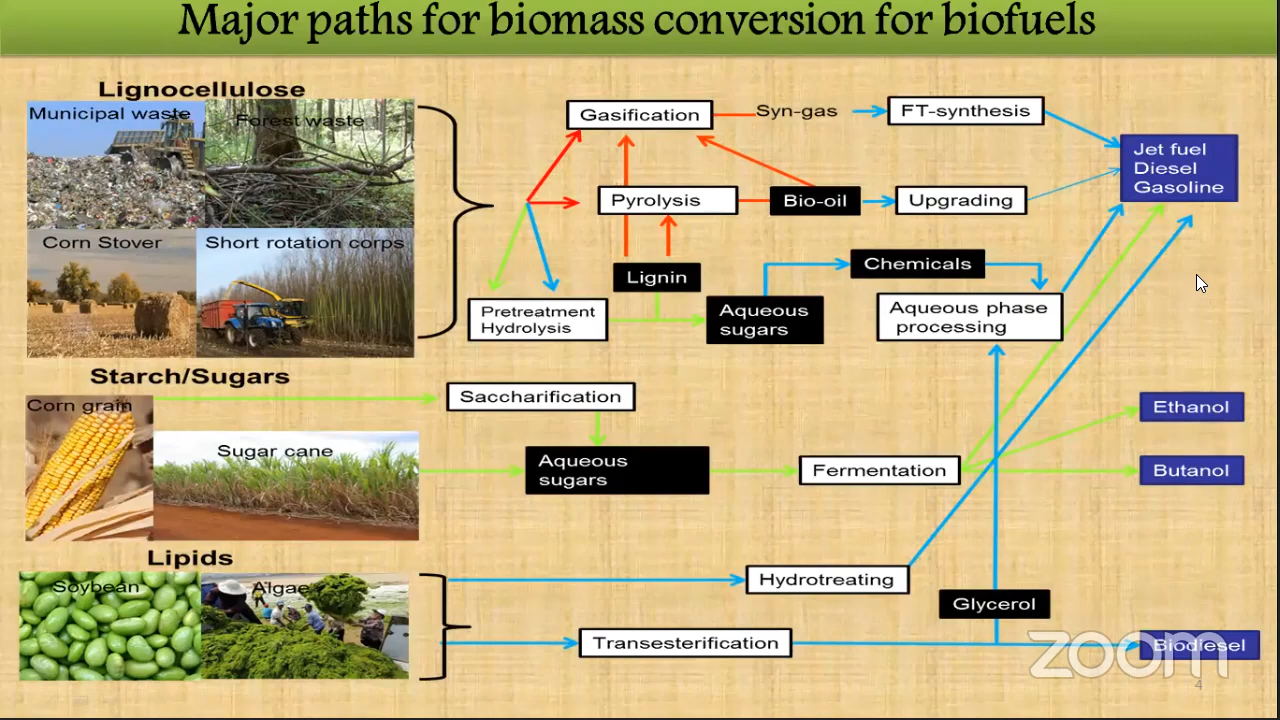 Major paths for biomass conversion for biofuels
Lignocellulose
Municipal waste
Forest waste
Corn Stover
Short rotation corps
Gasification
Syn-gas
FT-synthesis
Jet fuel
Diesel
Gasoline
Pyrolysis
Bio-oil
Upgrading
Lignin
Chemicals
Pretreatment
Hydrolysis
Aqueous
sugars
Aqueous phase
processing
Starch/Sugars
Corn grain
Sugar cane
Saccharification
Aqueous
sugars
Fermentation
Ethanol
Butanol
Lipids
Soybean
Algae
Hydrotreating
Glycerol
Transesterification
Biodiesel
zoom
4